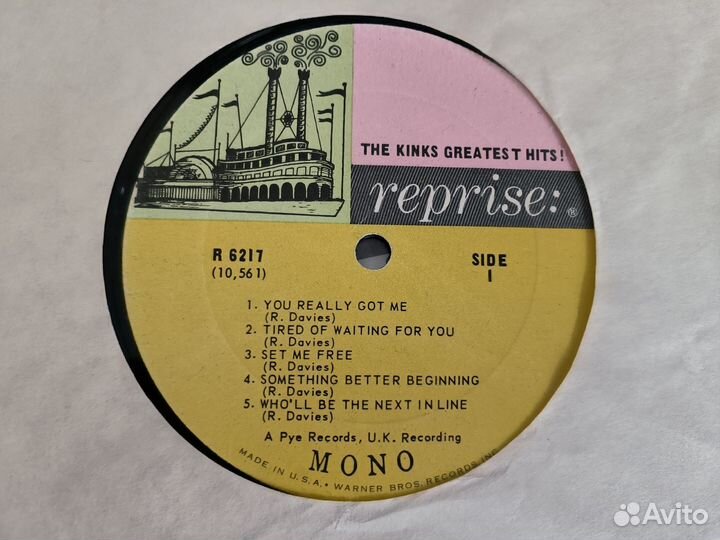 THE KINKS GREATEST HITS!
reprise: ®
R 6217
(10,561)
SIDE
1
1. YOU REALLY GOT ME
(R. Davies)
2. TIRED OF WAITING FOR YOU
(R. Davies)
3. SET ME FREE
(R. Davies)
4. SOMETHING BETTER BEGINNING
(R. Davies)
5. WHO'LL BE THE NEXT IN LINE
(R. Davies)
A Pye Records, U.K. Recording
MONO
MADE IN U.S.A. • WARNER BROS. RECORDS INC.
Avito